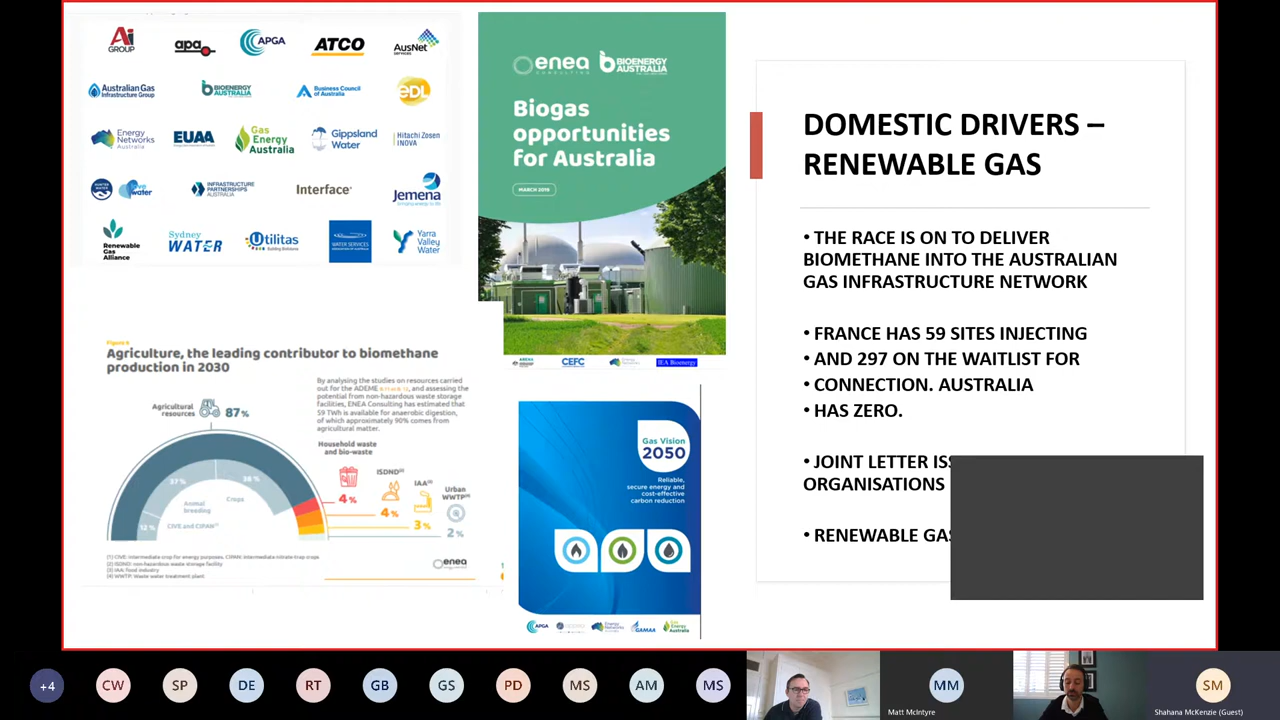 Ai
GROUP
apa
APGA
ATCO
AusNet
services
Australian Gas
Infrastructure Group
BIOENERGY
AUSTRALIA
Business Council
of Australia
EDL
Energy
Networks
Australia
EUAA
Gas
Energy
Australia
Gippsland
Water
Hitachi Zosen
INOVA
water
INFRASTRUCTURE
PARTNERSHIPS
AUSTRALIA
Interface
Jemena
Renewable
Gas
Alliance
Sydney
WATER
Utilitas
WATER SERVICES
Yarra
Valley
Water
enea
CONSULTING
BIOENERGY
AUSTRALIA
Biogas
opportunities
for Australia
MARCH 2019
CEFC
IEA Bioenergy
Figure 6
Agriculture, the leading contributor to biomethane
production in 2030
By analysing the studies on resources carried
out for the ADEME
and assessing the
potential from non-hazardous waste storage
facilities, ENEA Consulting has estimated that
59 TWh is available for anaerobic digestion,
of which approximately 90% comes from
agricultural matter.
Agricultural
resources
87%
Household waste
and bio-waste
4%
ISDND(2)
4%
IAA(3)
3%
Urban
WWTP(4)
2%
37%
38%
12%
Animal
breeding
Crops
CIVE and CIPAN(1)
(1) CIVE: Intermediate crop for energy purposes, CIPAN: Intermediate nitrate-trap crops
(2) ISDND: non-hazardous waste storage facility
(3) IAA: food industry
(4) WWTP: Waste water treatment plant
enea
Gas Vision
2050
Reliable,
secure energy and
cost-effective
carbon reduction
APGA
Energy
Networks
GAMAA
Gas
Energy
Australia
DOMESTIC DRIVERS –
RENEWABLE GAS
• THE RACE IS ON TO DELIVER
BIOMETHANE INTO THE AUSTRALIAN
GAS INFRASTRUCTURE NETWORK
• FRANCE HAS 59 SITES INJECTING
• AND 297 ON THE WAITLIST FOR
• CONNECTION. AUSTRALIA
• HAS ZERO.
• JOINT LETTER
ORGANISATIONS
• RENEWABLE
+4
CW
SP
DE
RT
GB
GS
PD
MS
AM
MS
MM
Matt McIntyre
SM
Shahana McKenzie (Guest)